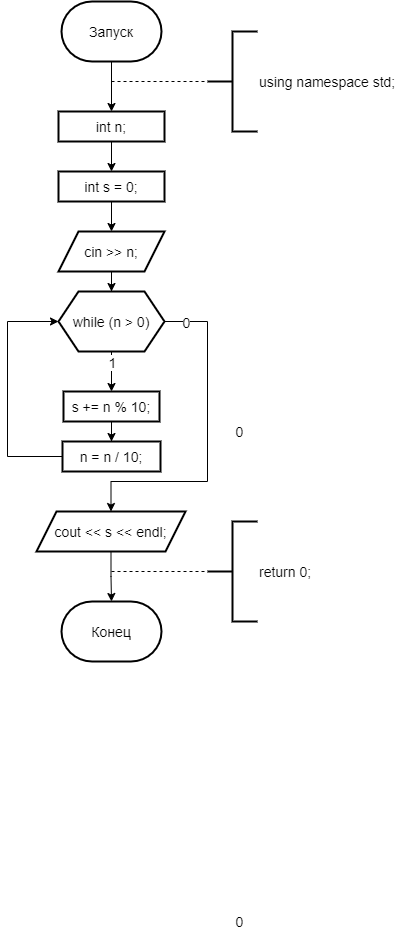 Запуск
using namespace std;
int n;
int s = 0;
cin >> n;
while (n > 0)
0
1
s += n % 10;
0
n = n / 10;
cout << s << endl;
return 0;
Конец
0